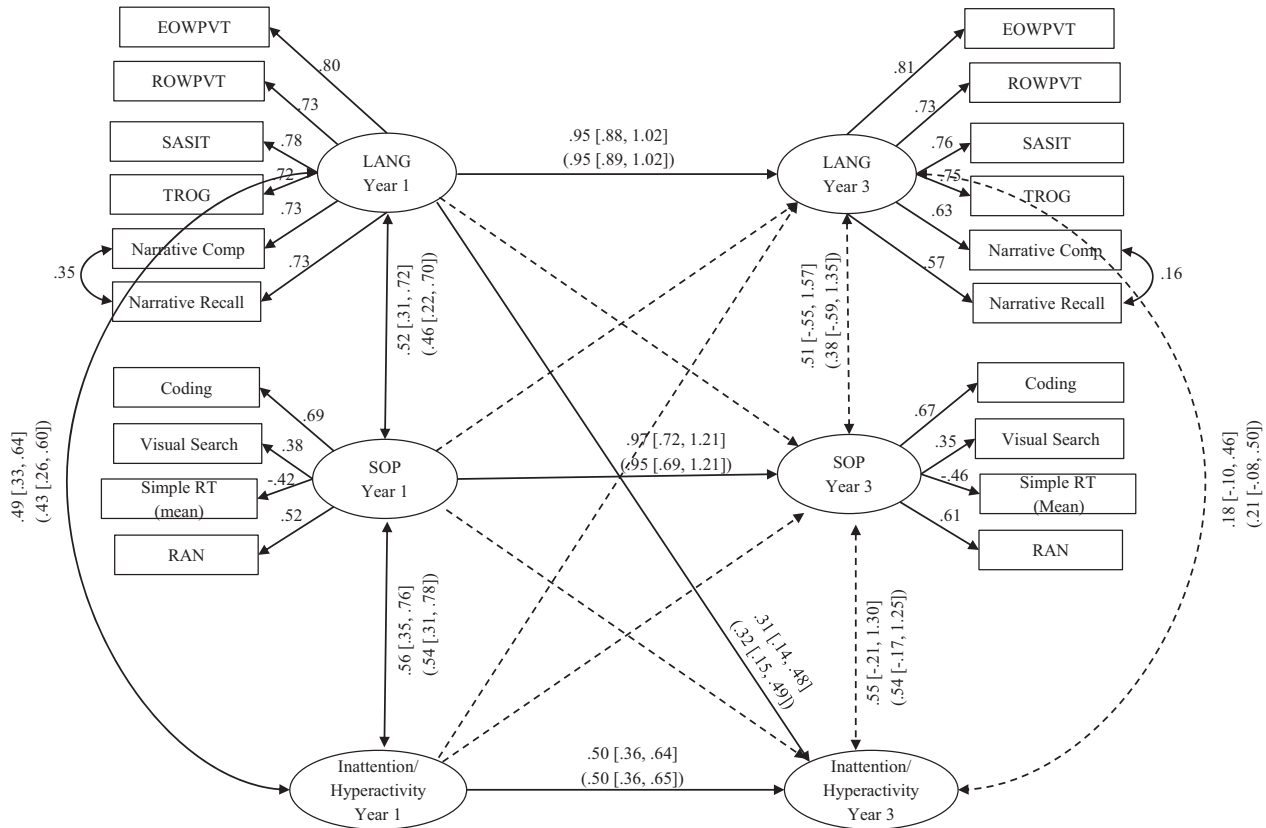 EOWPVT
ROWPVT
SASIT
TROG
Narrative Comp
Narrative Recall
.80
.73
.78
.72
.73
.73
.35
LANG
Year 1
.95 [.88, 1.02]
(.95 [.89, 1.02])
LANG
Year 3
EOWPVT
ROWPVT
SASIT
TROG
Narrative Comp
Narrative Recall
.81
.73
.76
.75
.63
.57
.16
.52 [.31, .72]
(.46 [.22, .70])
.51 [-.55, 1.57]
(.38 [-.59, 1.35])
Coding
Visual Search
Simple RT
(mean)
RAN
.69
.38
-.42
.52
SOP
Year 1
.97 [.72, 1.21]
(.95 [.69, 1.21])
SOP
Year 3
Coding
Visual Search
Simple RT
(Mean)
RAN
.67
.35
-.46
.61
.49 [.33, .64]
(.43 [.26, .60])
.18 [-.10, .46]
(.21 [-.08, .50])
.56 [.35, .76]
(.54 [.31, .78])
.31 [.14, .48]
(.32 [.15, .49])
.55 [-.21, 1.30]
(.54 [-.17, 1.25])
Inattention/
Hyperactivity
Year 1
.50 [.36, .64]
(.50 [.36, .65])
Inattention/
Hyperactivity
Year 3